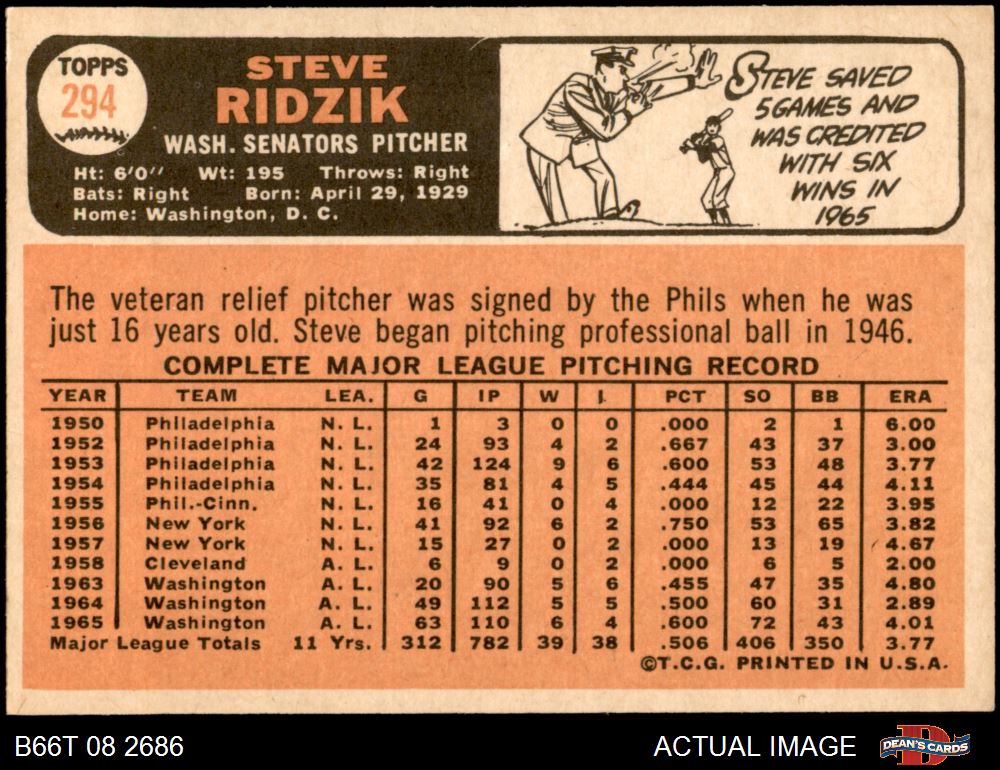 TOPPS
294
STEVE
RIDZIK
WASH. SENATORS PITCHER
Ht: 6'0" Wt: 195 Throws: Right
Bats: Right Born: April 29, 1929
Home: Washington, D. C.
STEVE SAVED
5 GAMES AND
WAS CREDITED
WITH SIX
WINS IN
1965
The veteran relief pitcher was signed by the Phils when he was
just 16 years old. Steve began pitching professional ball in 1946.
COMPLETE MAJOR LEAGUE PITCHING RECORD
YEAR TEAM LEA. G IP W L PCT SO BB ERA
1950 Philadelphia N. L. 1 3 0 0 .000 2 1 6.00
1952 Philadelphia N. L. 24 93 4 2 .667 43 37 3.00
1953 Philadelphia N. L. 42 124 9 6 .600 53 48 3.77
1954 Philadelphia N. L. 35 81 4 5 .444 45 44 4.11
1955 Phil.-Cinn. N. L. 16 41 0 4 .000 12 22 3.95
1956 New York N. L. 41 92 6 2 .750 53 65 3.82
1957 New York N. L. 15 27 0 2 .000 13 19 4.67
1958 Cleveland A. L. 6 9 0 2 .000 6 5 2.00
1963 Washington A. L. 20 90 5 6 .455 47 35 4.80
1964 Washington A. L. 49 112 5 5 .500 60 31 2.89
1965 Washington A. L. 63 110 6 4 .600 72 43 4.01
Major League Totals 11 Yrs. 312 782 39 38 .506 406 350 3.77
©T.C.G. PRINTED IN U.S.A.
B66T 08 2686
ACTUAL IMAGE
D
DEAN'S CARDS